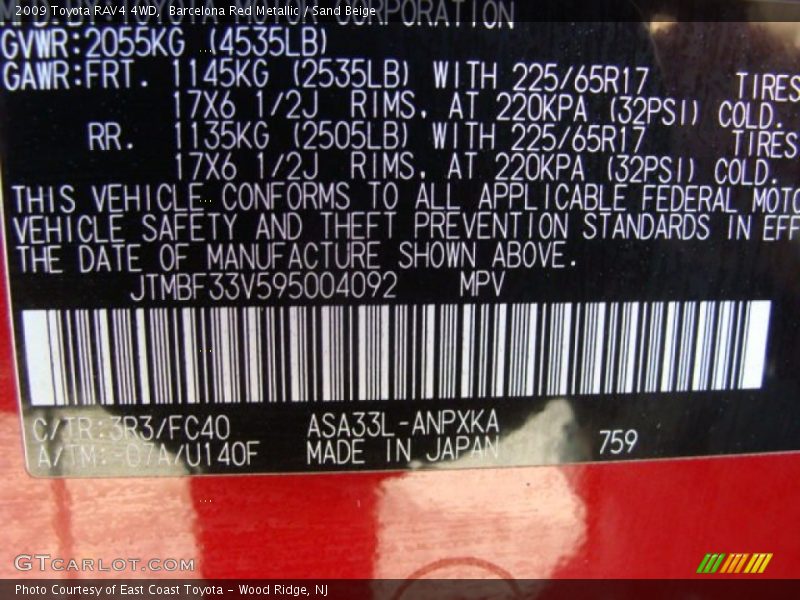 2009 Toyota RAV4 4WD,  Barcelona Red Metallic / Sand Beige
CORPORATION
GVWR:2055KG (4535LB)
GAWR:FRT. 1145KG (2535LB) WITH 225/65R17 TIRES
17X6 1/2J RIMS, AT 220KPA (32PSI) COLD.
RR. 1135KG (2505LB) WITH 225/65R17 TIRES
17X6 1/2J RIMS, AT 220KPA (32PSI) COLD.
THIS VEHICLE CONFORMS TO ALL APPLICABLE FEDERAL MOTO
VEHICLE SAFETY AND THEFT PREVENTION STANDARDS IN EFF
THE DATE OF MANUFACTURE SHOWN ABOVE.
JTMBF33V595004092 MPV
C/TR:3R3/FC40 ASA33L-ANPXKA
A/TM:-07A/U140F MADE IN JAPAN 759
GTCARLOT.COM
Photo Courtesy of East Coast Toyota - Wood Ridge, NJ